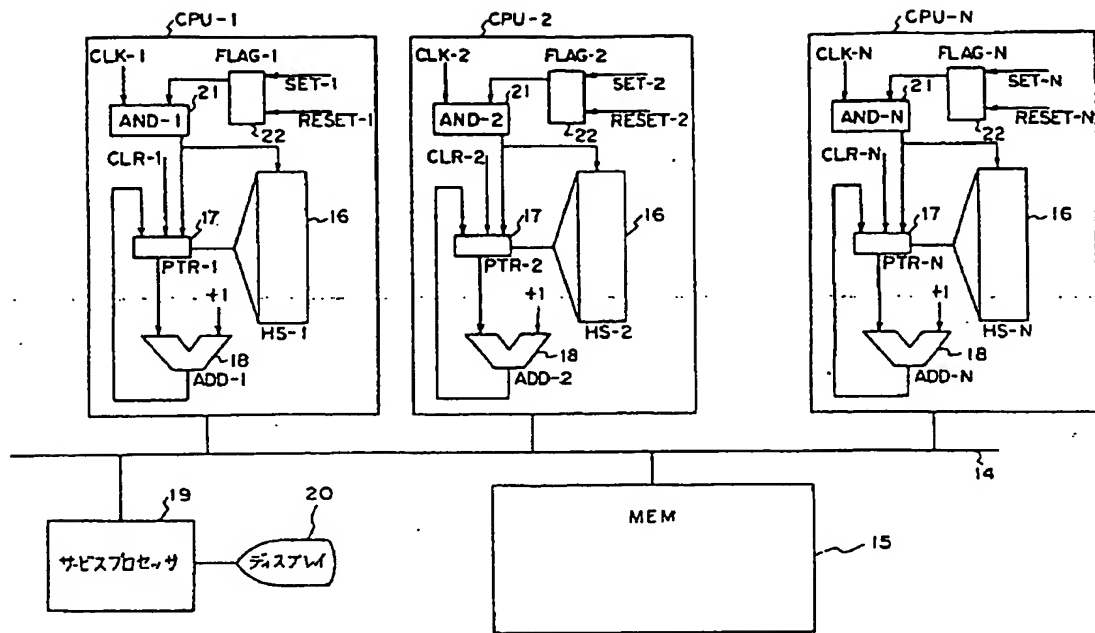 CPU-1
CLK-1
FLAG-1
21
SET-1
AND-1
RESET-1
22
CLR-1
17
16
PTR-1
+1
HS-1
18
ADD-1
CPU-2
CLK-2
FLAG-2
21
SET-2
AND-2
RESET-2
22
CLR-2
17
16
PTR-2
+1
HS-2
18
ADD-2
CPU-N
CLK-N
FLAG-N
21
SET-N
AND-N
RESET-N
22
CLR-N
17
16
PTR-N
+1
HS-N
18
ADD-N
14
19
サービスプロセッサ
20
ディスプレイ
MEM
15